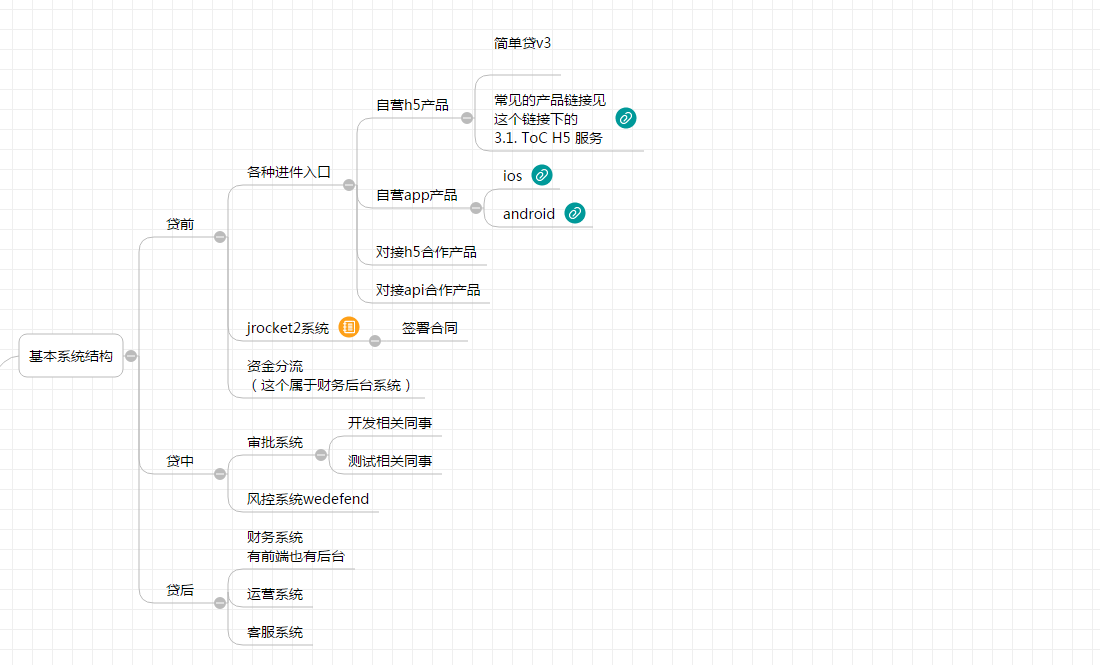 简单贷v3
常见的产品链接见
这个链接下的
3.1. ToC H5 服务
自营h5产品
各种进件入口
ios
自营app产品
android
贷前
对接h5合作产品
对接api合作产品
jrocket2系统
签署合同
基本系统结构
资金分流
（这个属于财务后台系统）
开发相关同事
审批系统
测试相关同事
贷中
风控系统wedefend
财务系统
有前端也有后台
贷后
运营系统
客服系统